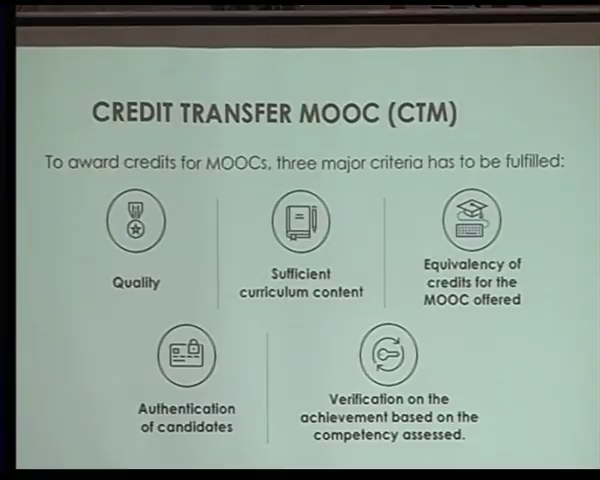 CREDIT TRANSFER MOOC (CTM)
To award credits for MOOCs, three major criteria has to be fulfilled:
Quality
Sufficient
curriculum content
Equivalency of
credits for the
MOOC offered
Authentication
of candidates
Verification on the
achievement based on the
competency assessed.